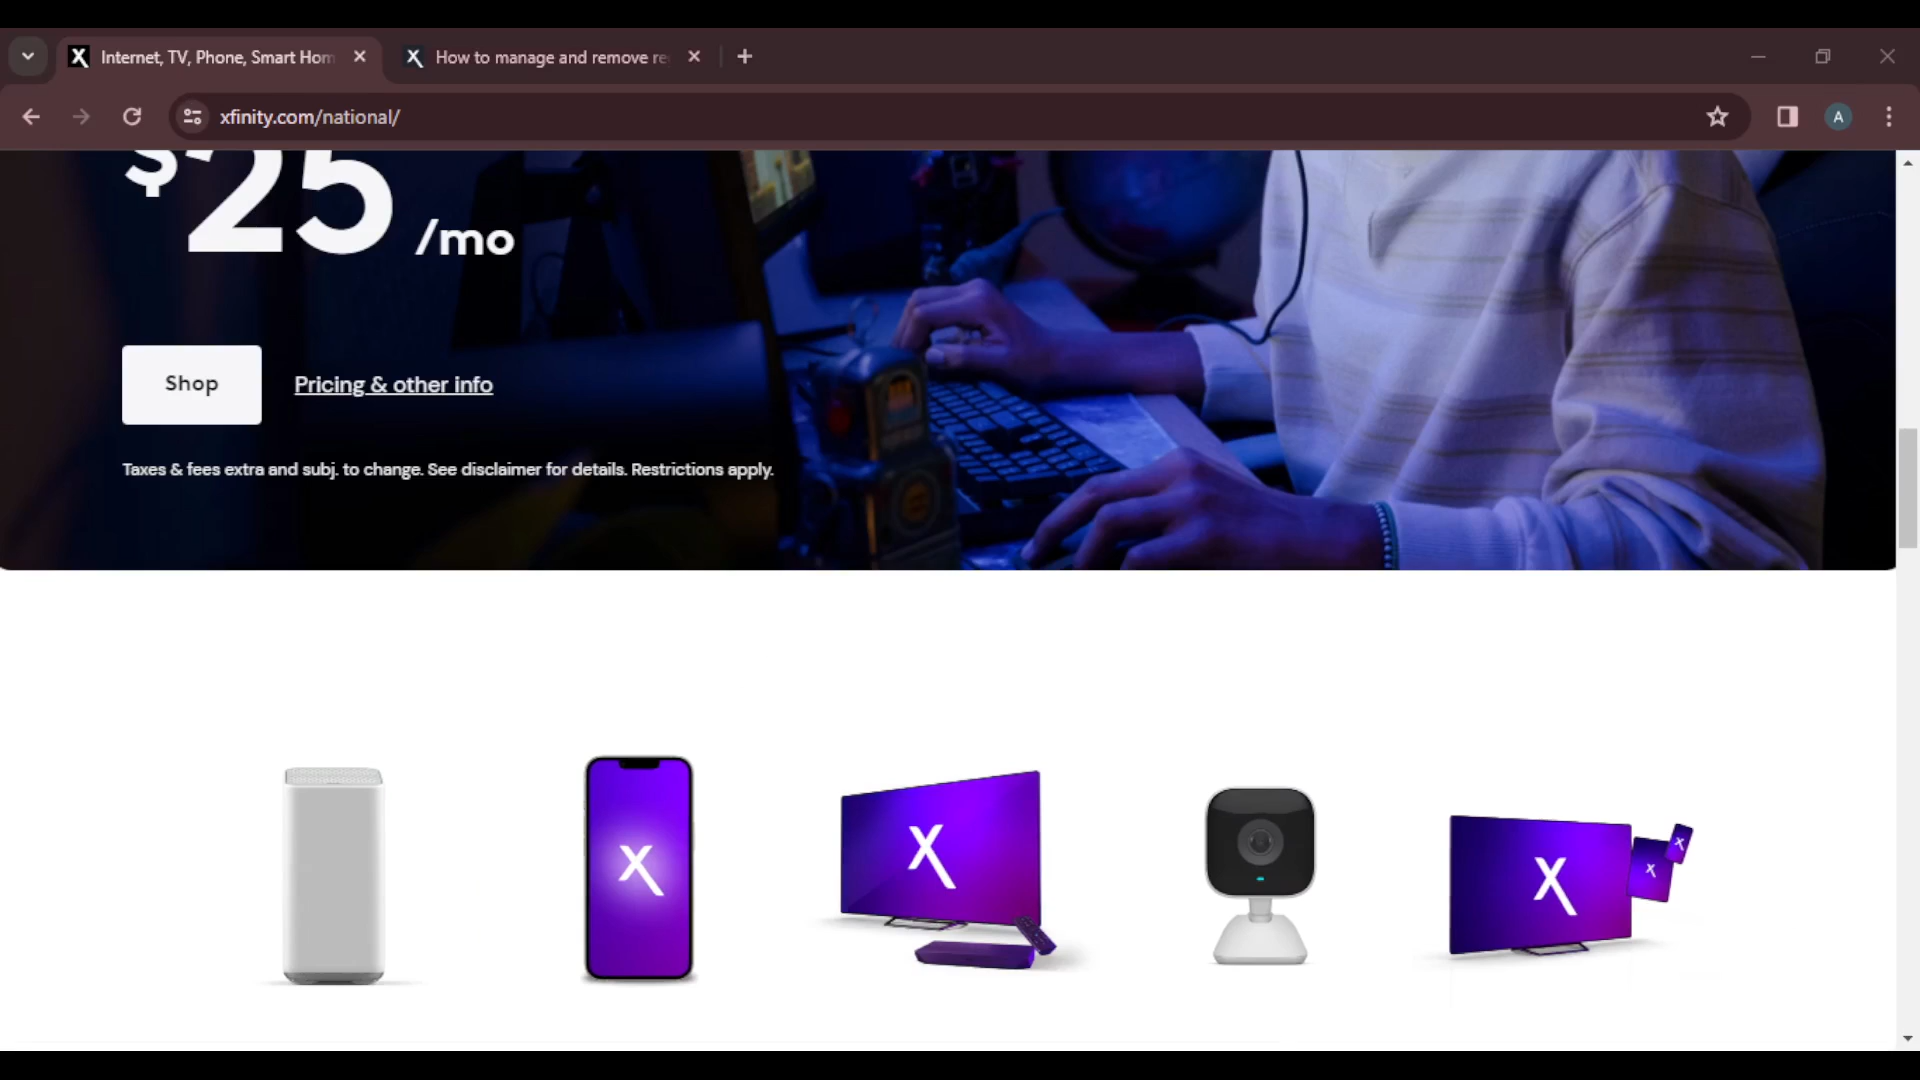 Internet, TV, Phone, Smart Hom
How to manage and remove re
xfinity.com/national/
A
$25 /mo
Shop
Pricing & other info
Taxes & fees extra and subj. to change. See disclaimer for details. Restrictions apply.